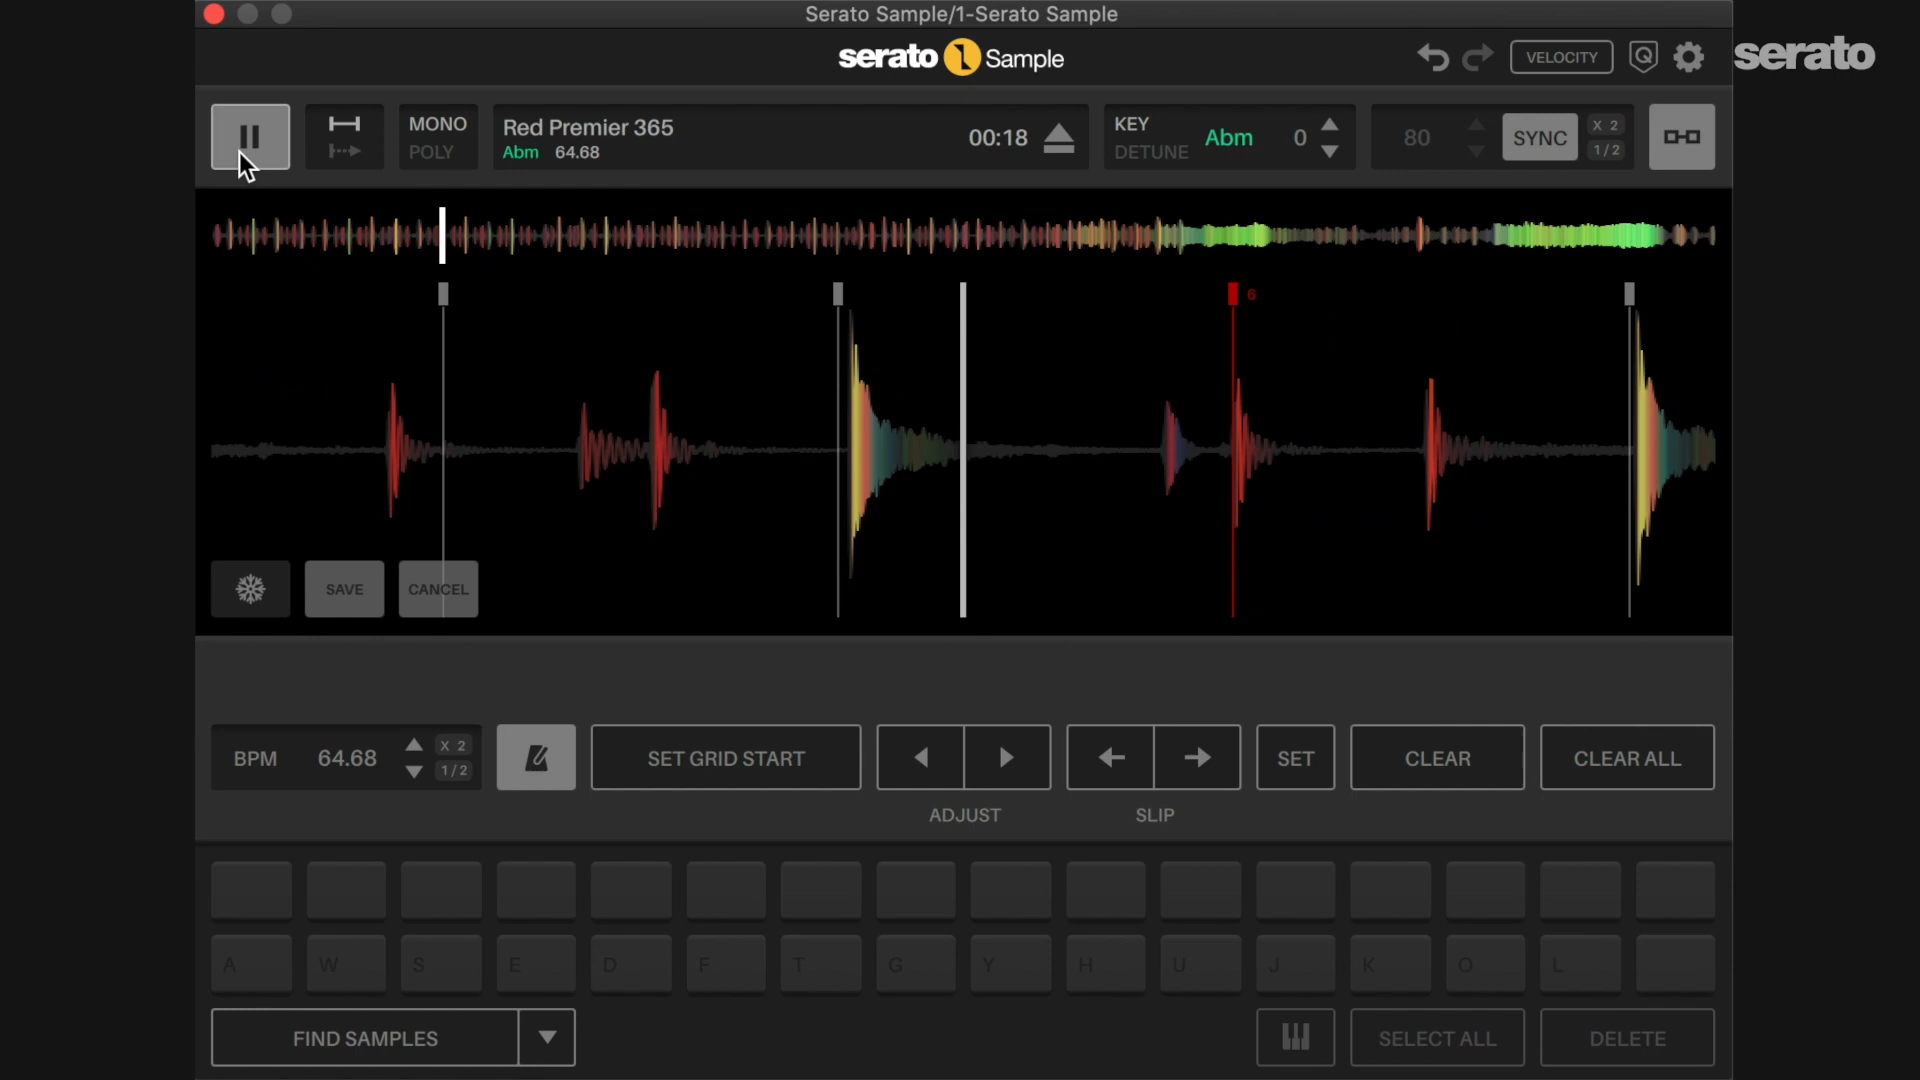 Serato Sample/1-Serato Sample
serato Sample
VELOCITY
serato
MONO
POLY
Red Premier 365
Abm 64.68
00:18
KEY
DETUNE
Abm 0
80
SYNC
X 2
1/2
6
SAVE
CANCEL
BPM 64.68
X 2
1/2
SET GRID START
SET
CLEAR
CLEAR ALL
ADJUST
SLIP
A W S E D F T G Y H U J K O L
FIND SAMPLES
SELECT ALL
DELETE